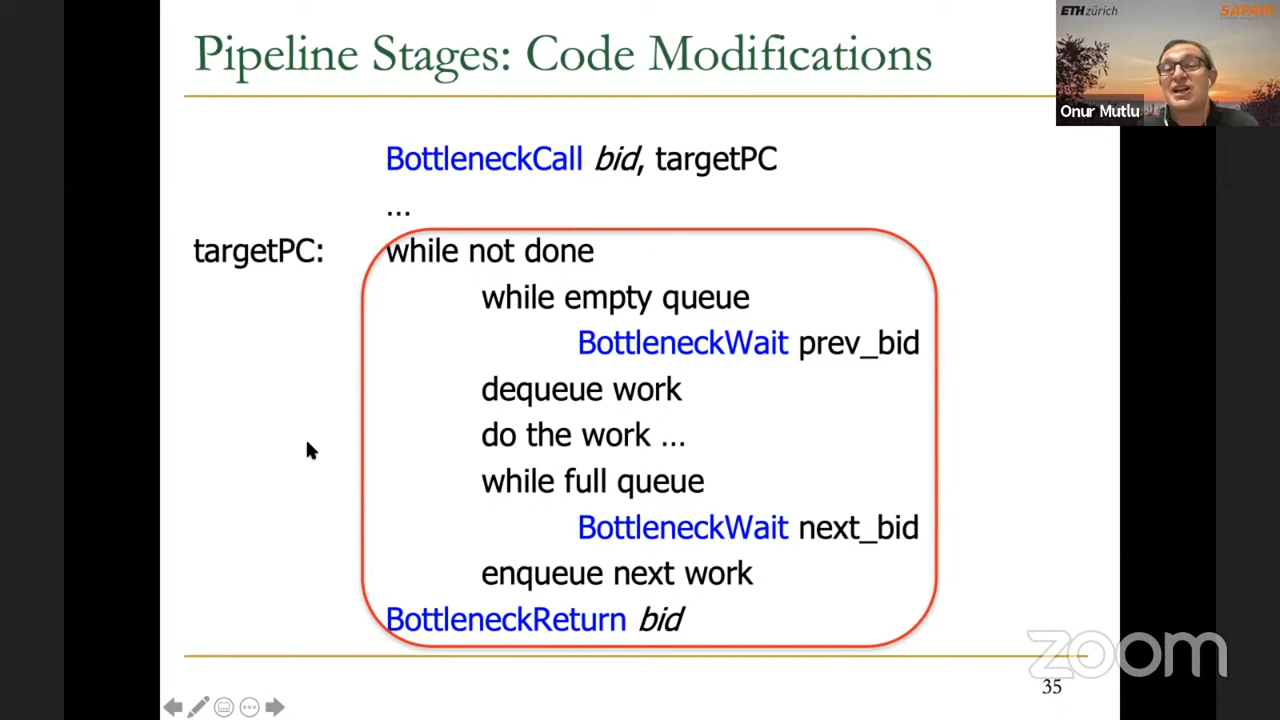 Pipeline Stages: Code Modifications
ETH zürich
SAFARI
Onur Mutlu
BottleneckCall bid, targetPC
...
targetPC: while not done
while empty queue
BottleneckWait prev_bid
dequeue work
do the work ...
while full queue
BottleneckWait next_bid
enqueue next work
BottleneckReturn bid
zoom
35